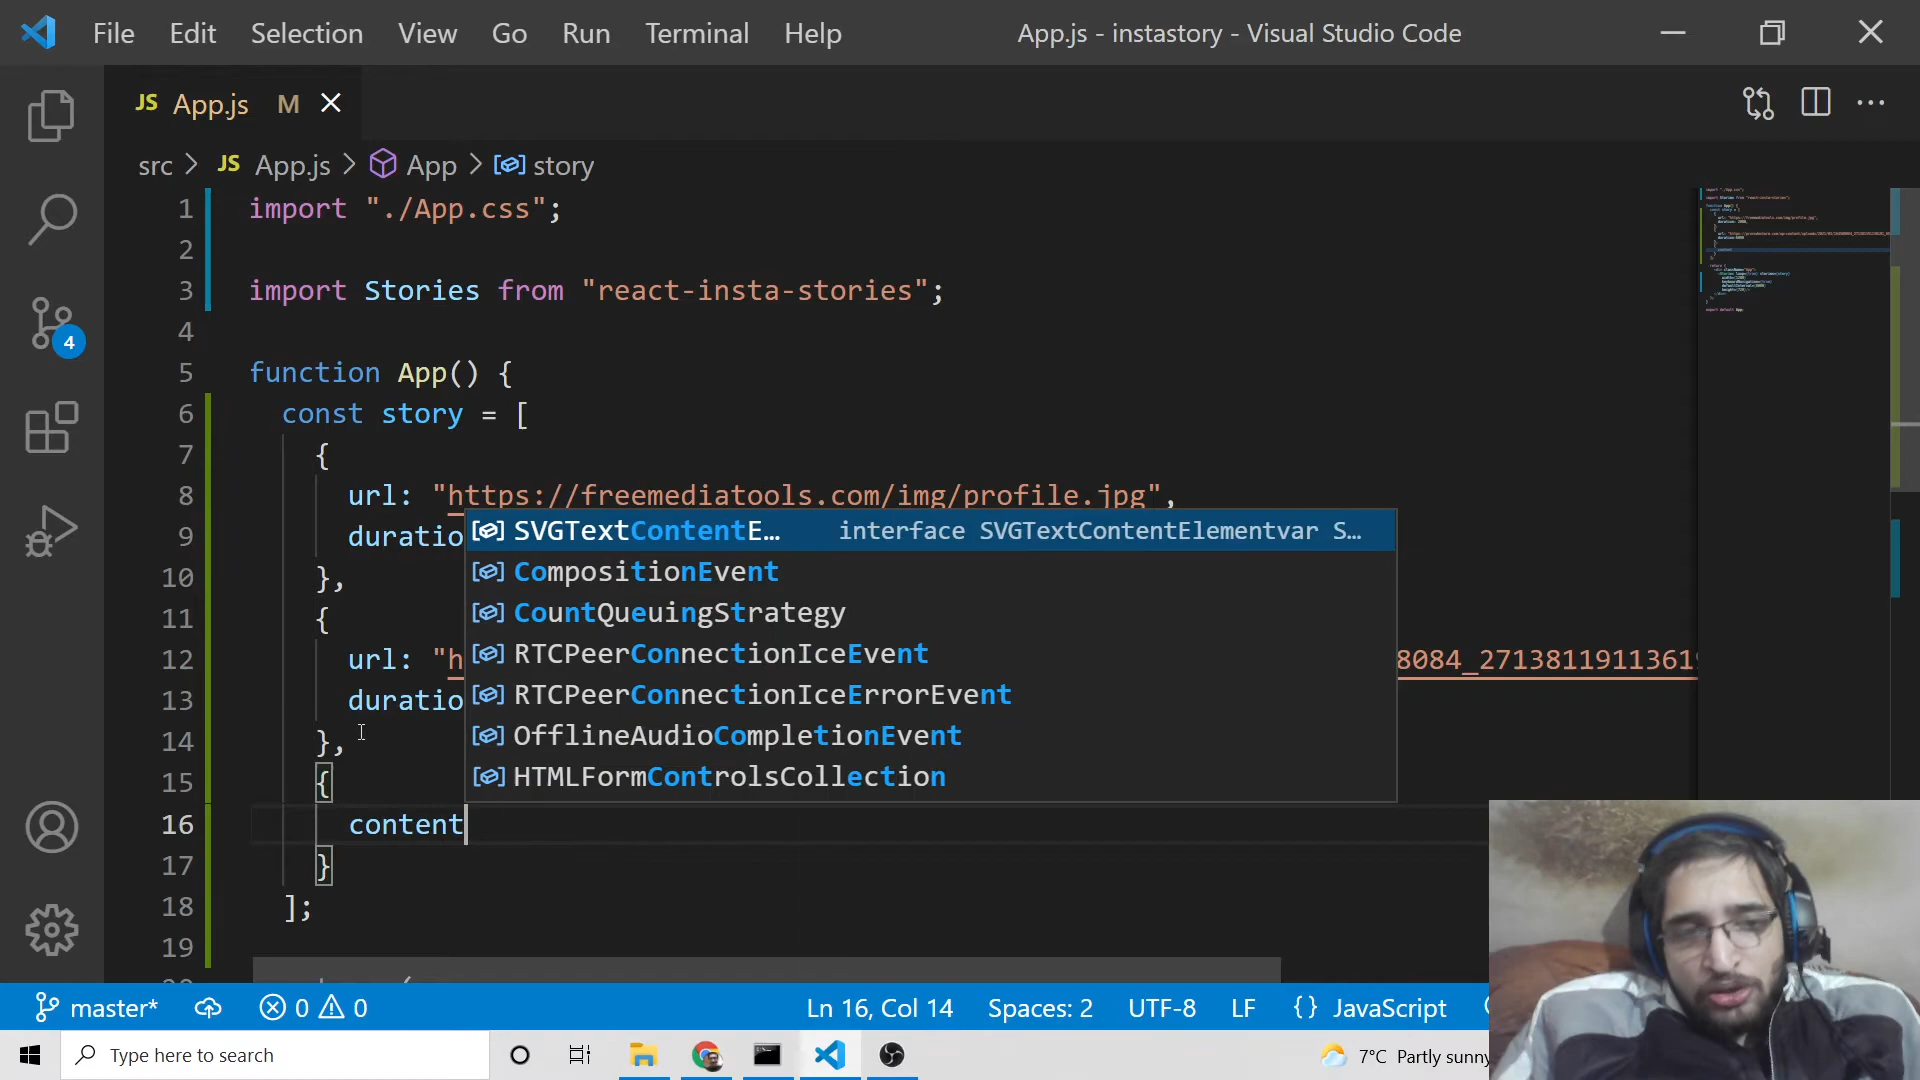 File Edit Selection View Go Run Terminal Help App.js - instastory - Visual Studio Code
JS App.js M
src > JS App.js > App > story
1 import "./App.css";
2
3 import Stories from "react-insta-stories";
4
5 function App() {
6 const story = [
7 {
8 url: "https://freemediatools.com/img/profile.jpg",
9 duratio
10 },
11 {
12 url: "h 8084_2713811911361
13 duratio
14 },
15 {
16 content
17 }
18 ];
19
SVGTextContentE... interface SVGTextContentElementvar S...
CompositionEvent
CountQueuingStrategy
RTCPeerConnectionIceEvent
RTCPeerConnectionIceErrorEvent
OfflineAudioCompletionEvent
HTMLFormControlsCollection
4
master* 0 0 Ln 16, Col 14 Spaces: 2 UTF-8 LF {} JavaScript
Type here to search 7°C Partly sunny